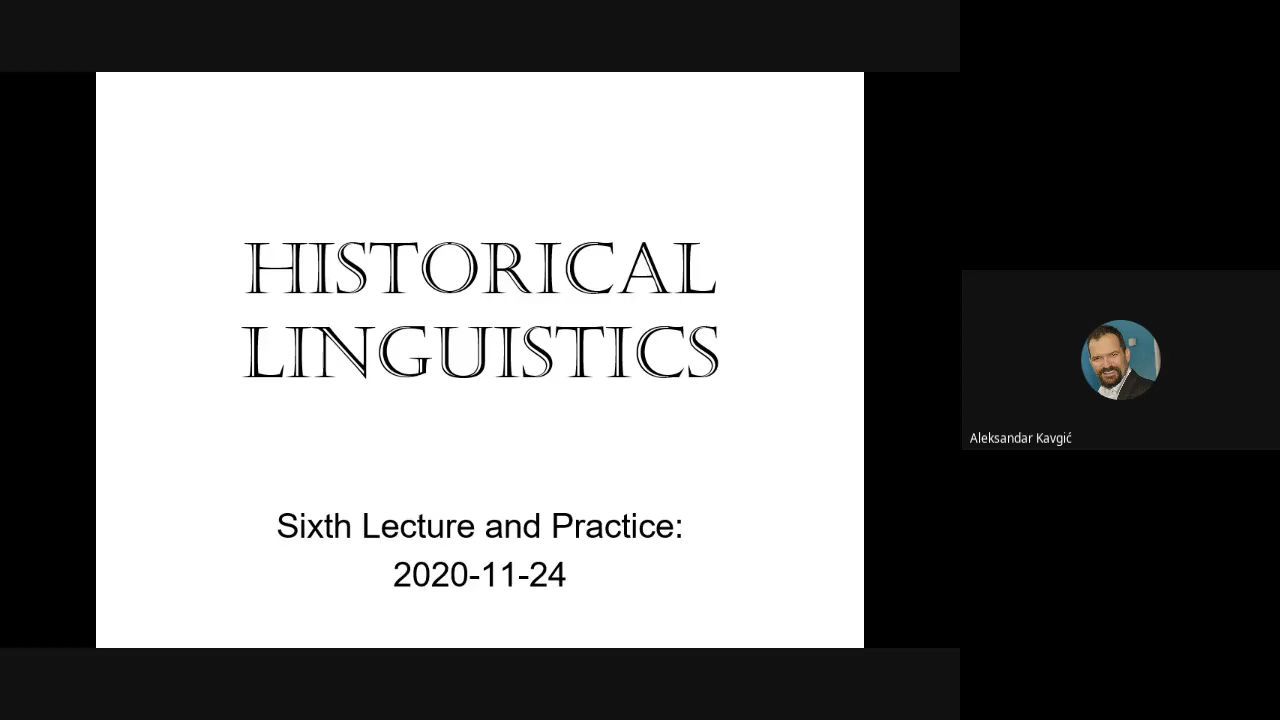 HISTORICAL
LINGUISTICS
Sixth Lecture and Practice:
2020-11-24
Aleksandar Kavgić